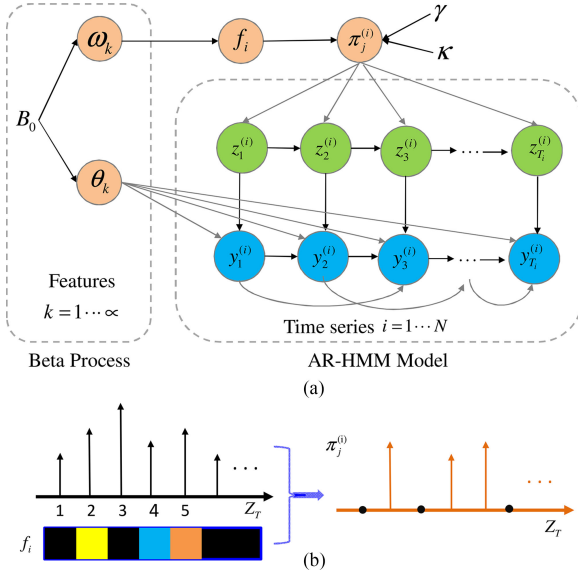 ω_k f_i π_j^(i) γ κ
B_0
z_1^(i) z_2^(i) z_3^(i) ... z_{T_i}^(i)
θ_k
y_1^(i) y_2^(i) y_3^(i) ... y_{T_i}^(i)
Features
k = 1 ⋯ ∝
Time series i = 1 ⋯ N
Beta Process AR-HMM Model
(a)
π_j^(i)
... ...
1 2 3 4 5 Z_T Z_T
f_i
(b)